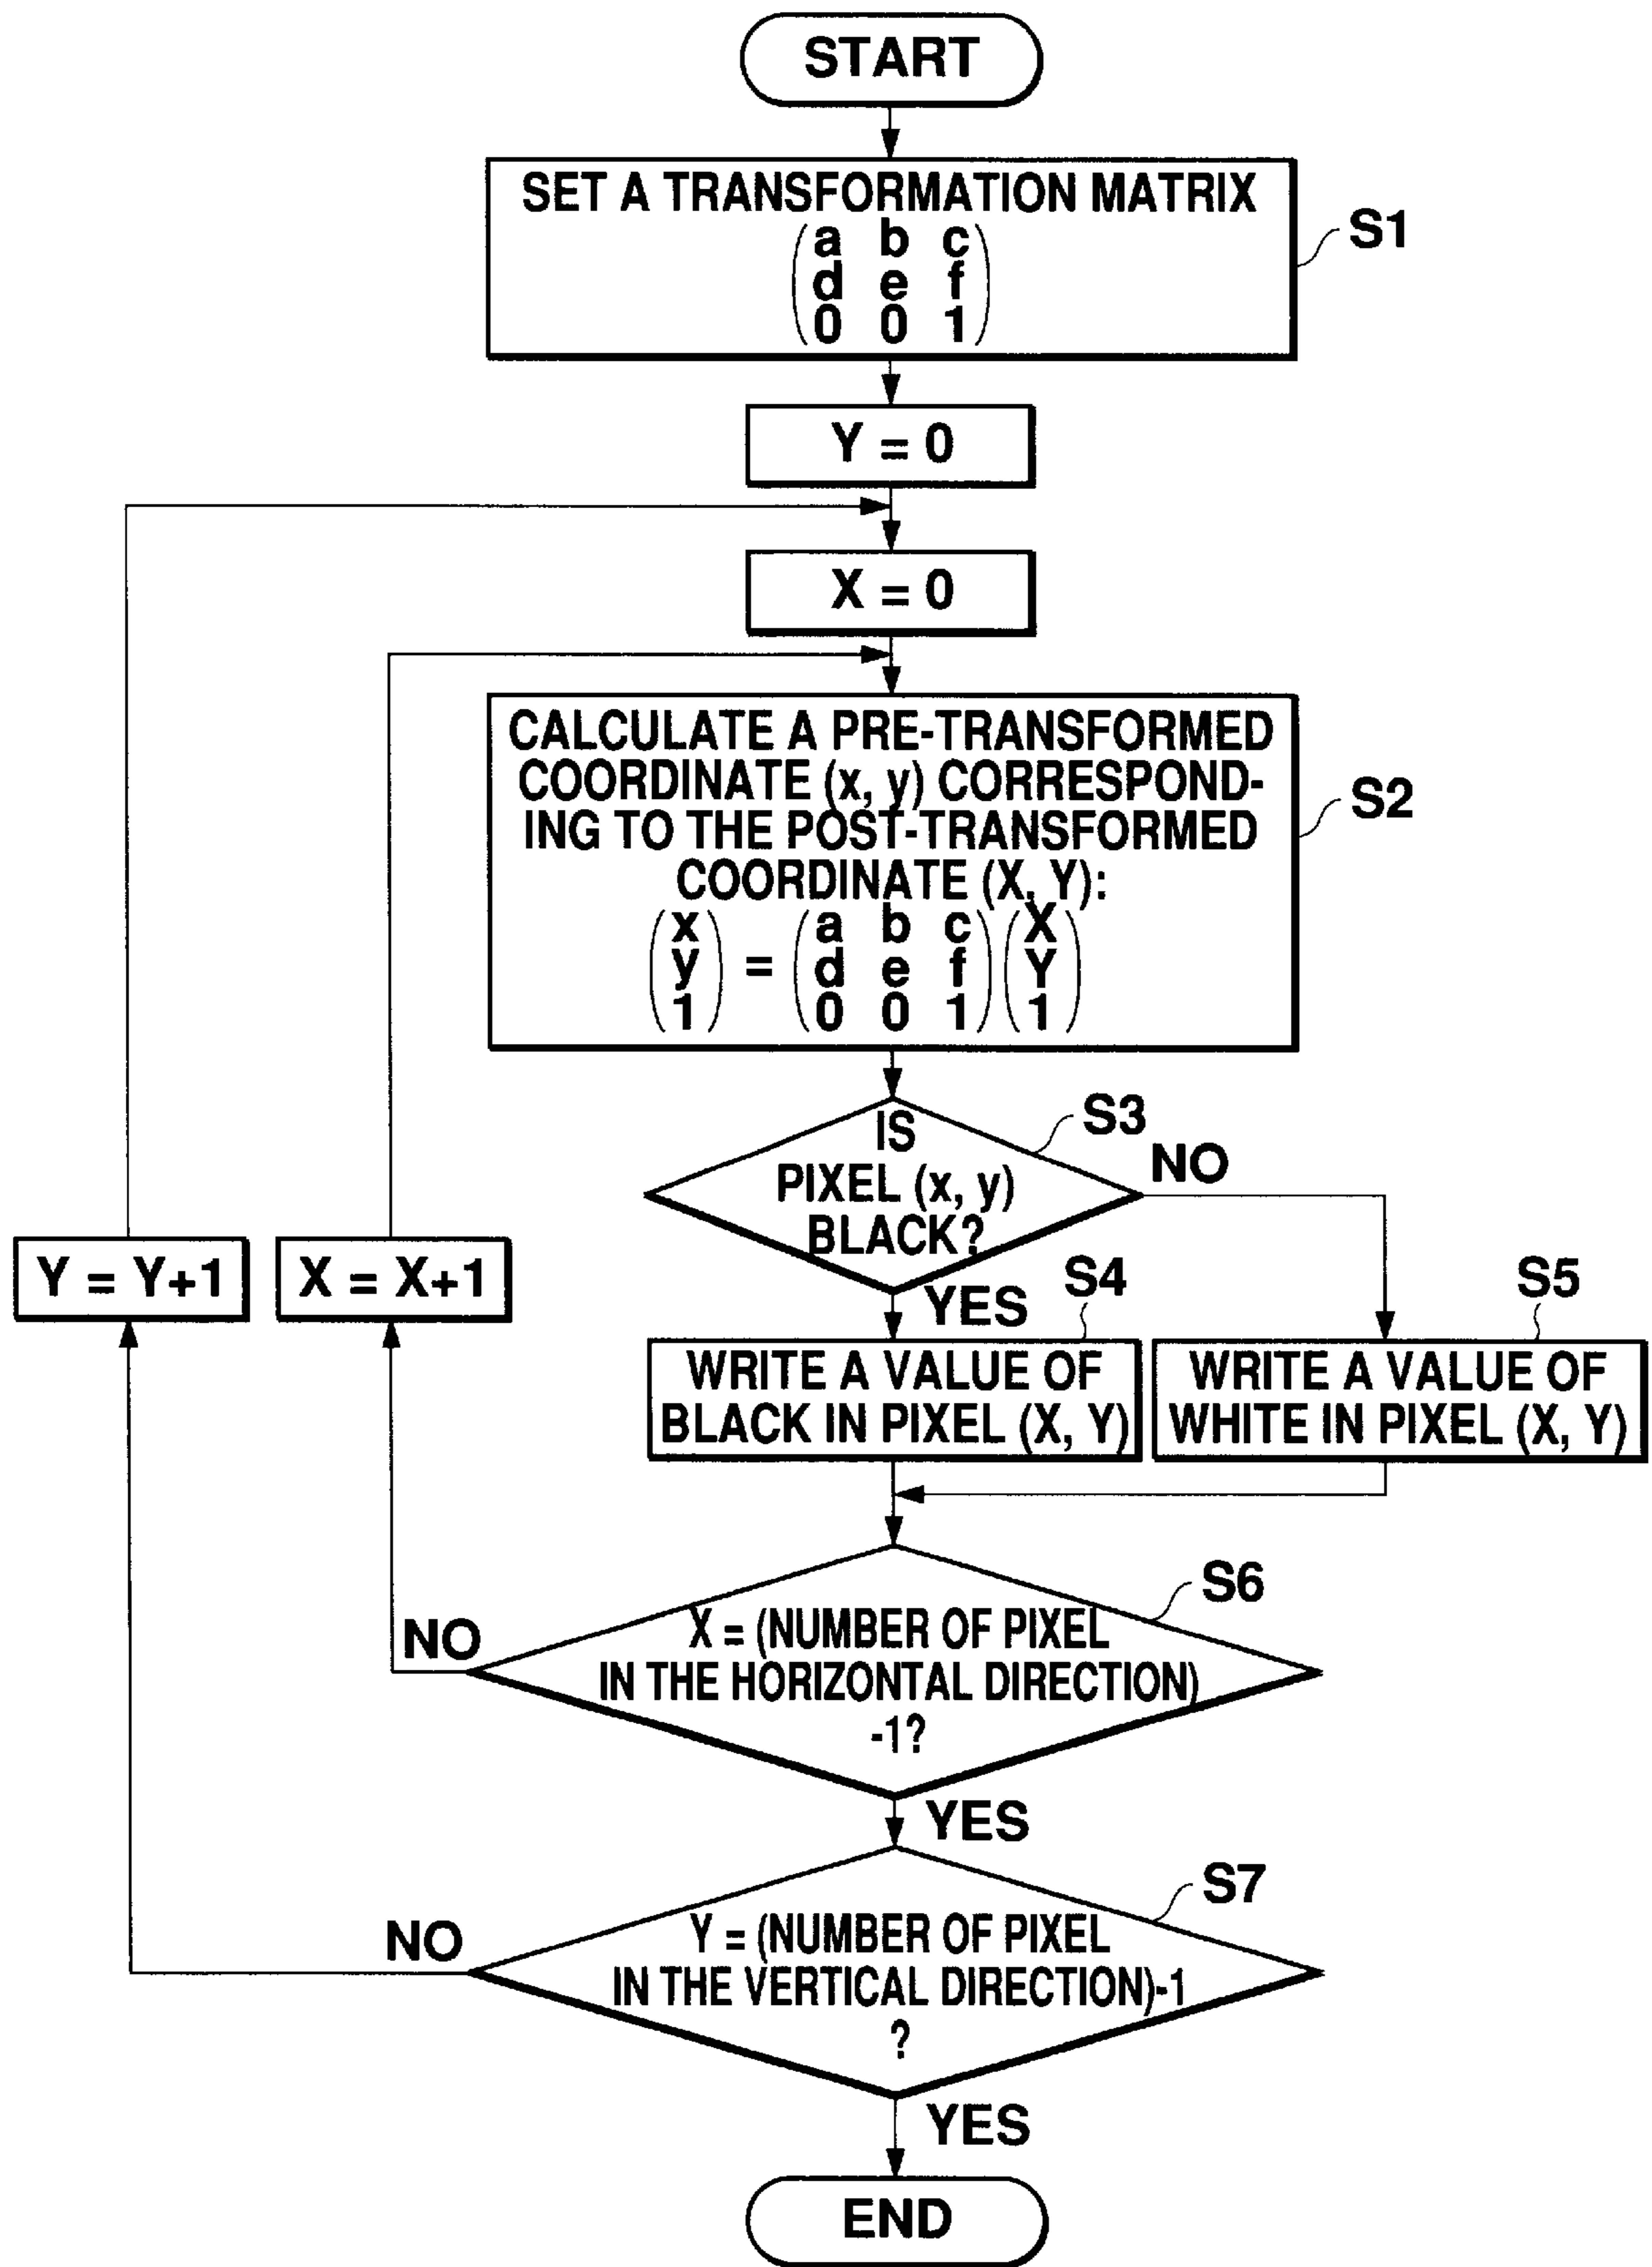 START
SET A TRANSFORMATION MATRIX
a b c
d e f
0 0 1
S1
Y = 0
X = 0
CALCULATE A PRE-TRANSFORMED
COORDINATE (x, y) CORRESPOND-
ING TO THE POST-TRANSFORMED
COORDINATE (X, Y):
(x y 1) = (a b c d e f 0 0 1)(X Y 1)
S2
IS
PIXEL (x, y)
BLACK?
S3
NO
YES
Y = Y+1
X = X+1
S4
WRITE A VALUE OF
BLACK IN PIXEL (X, Y)
S5
WRITE A VALUE OF
WHITE IN PIXEL (X, Y)
S6
X = (NUMBER OF PIXEL
IN THE HORIZONTAL DIRECTION)
-1?
NO
YES
S7
Y = (NUMBER OF PIXEL
IN THE VERTICAL DIRECTION)-1
?
NO
YES
END